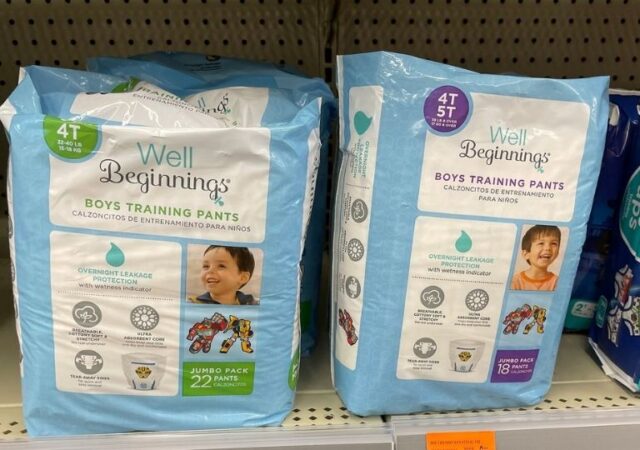 4T
32-40 LB
15-18 KG
Well
Beginnings®
BOYS TRAINING PANTS
CALZONCITOS DE ENTRENAMIENTO PARA NIÑOS
OVERNIGHT LEAKAGE
PROTECTION
with wetness indicator
BREATHABLE,
COTTONY SOFT &
STRETCHY
ULTRA
ABSORBENT CORE
TEAR-AWAY SIDES
JUMBO PACK
22 PANTS
CALZONCITOS
4T
5T
Well
Beginnings®
BOYS TRAINING PANTS
CALZONCITOS DE ENTRENAMIENTO
PARA NIÑOS
OVERNIGHT LEAKAGE
PROTECTION
with wetness indicator
BREATHABLE,
COTTONY SOFT &
STRETCHY
ULTRA
ABSORBENT CORE
TEAR-AWAY SIDES
JUMBO PACK
18 PANTS
CALZONCITOS